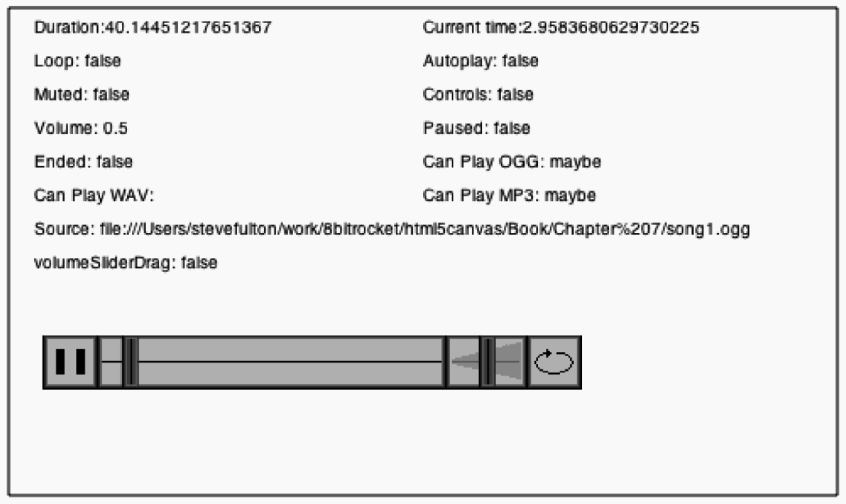 Duration:40.14451217651367 Current time:2.9583680629730225
Loop: false Autoplay: false
Muted: false Controls: false
Volume: 0.5 Paused: false
Ended: false Can Play OGG: maybe
Can Play WAV: Can Play MP3: maybe
Source: file:///Users/stevefulton/work/8bitrocket/html5canvas/Book/Chapter%207/song1.ogg
volumeSliderDrag: false